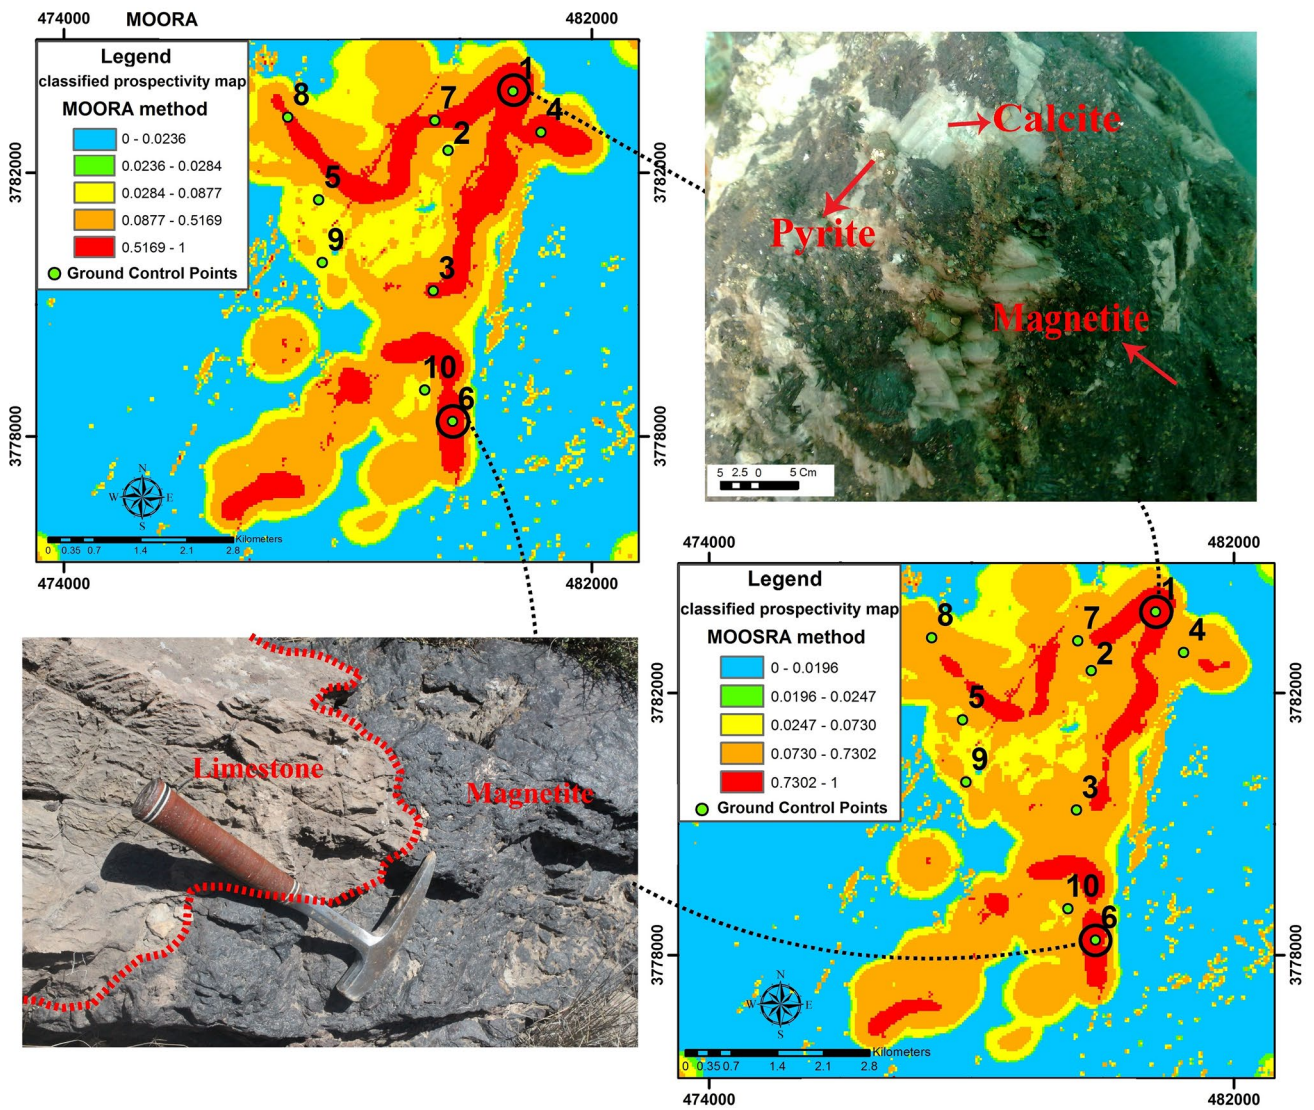 474000
MOORA
482000
Legend
classified prospectivity map
MOORA method
0 - 0.0236
0.0236 - 0.0284
0.0284 - 0.0877
0.0877 - 0.5169
0.5169 - 1
Ground Control Points
3782000
3782000
3778000
3778000
1
8
7
4
2
5
9
3
10
6
N
W
E
S
0 0.35 0.7 1.4 2.1 2.8
Kilometers
474000
482000
Calcite
Pyrite
Magnetite
5 2.5 0 5 Cm
Limestone
Magnetite
474000
482000
Legend
classified prospectivity map
MOOSRA method
0 - 0.0196
0.0196 - 0.0247
0.0247 - 0.0730
0.0730 - 0.7302
0.7302 - 1
Ground Control Points
3782000
3782000
3778000
3778000
1
8
7
4
2
5
9
3
10
6
N
W
E
S
0 0.35 0.7 1.4 2.1 2.8
Kilometers
474000
482000